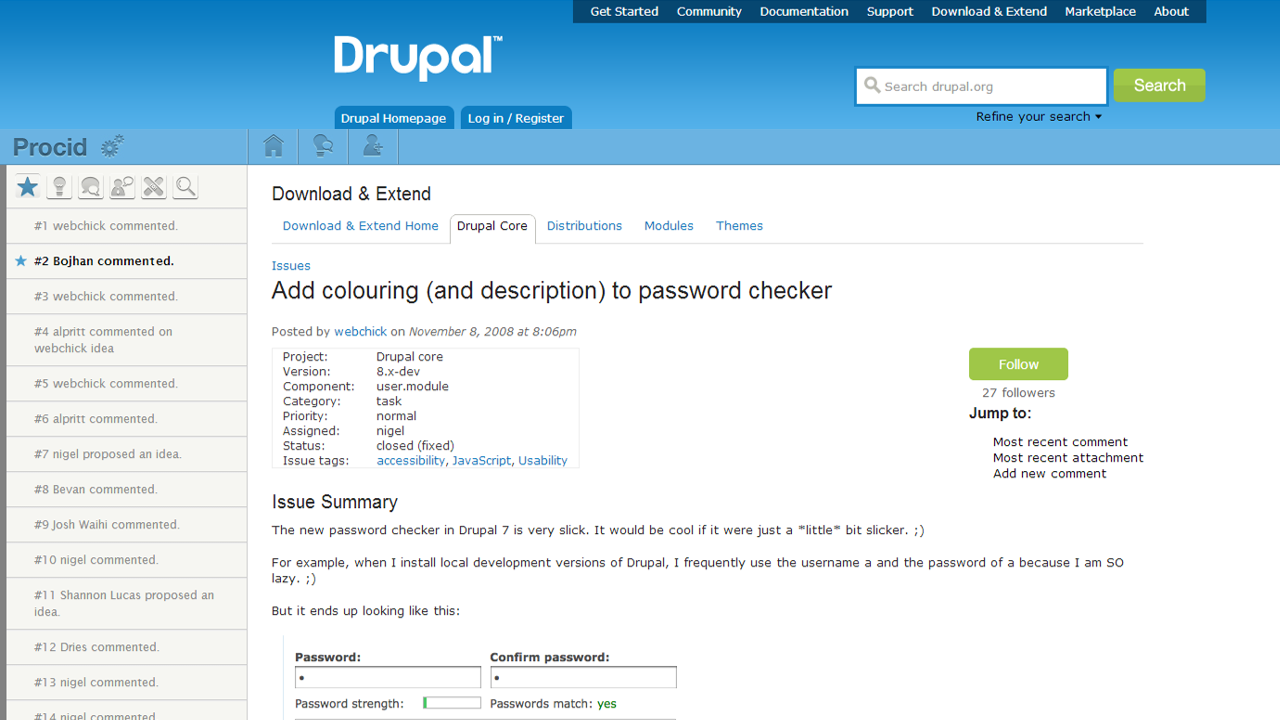 Get Started Community Documentation Support Download & Extend Marketplace About
Drupal™
Search drupal.org Search
Refine your search
Drupal Homepage Log in / Register
Procid
#1 webchick commented.
#2 Bojhan commented.
#3 webchick commented.
#4 alpritt commented on
webchick idea
#5 webchick commented.
#6 alpritt commented.
#7 nigel proposed an idea.
#8 Bevan commented.
#9 Josh Waihi commented.
#10 nigel commented.
#11 Shannon Lucas proposed an
idea.
#12 Dries commented.
#13 nigel commented.
#14 nigel commented.
Download & Extend
Download & Extend Home Drupal Core Distributions Modules Themes
Issues
Add colouring (and description) to password checker
Posted by webchick on November 8, 2008 at 8:06pm
Project: Drupal core
Version: 8.x-dev
Component: user.module
Category: task
Priority: normal
Assigned: nigel
Status: closed (fixed)
Issue tags: accessibility, JavaScript, Usability
Follow
27 followers
Jump to:
Most recent comment
Most recent attachment
Add new comment
Issue Summary
The new password checker in Drupal 7 is very slick. It would be cool if it were just a *little* bit slicker. ;)
For example, when I install local development versions of Drupal, I frequently use the username a and the password of a because I am SO
lazy. ;)
But it ends up looking like this:
Password: Confirm password:
Password strength: Passwords match: yes